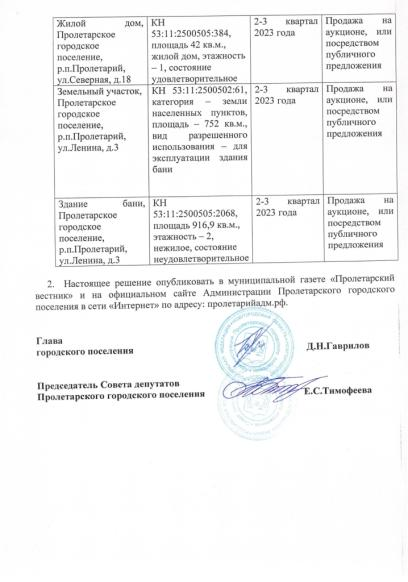 Жилой дом,
Пролетарское
городское
поселение,
р.п.Пролетарий,
ул.Северная, д.18
КН
53:11:2500505:384,
площадь 42 кв.м.,
жилой дом, этажность
– 1, состояние
удовлетворительное
2-3 квартал
2023 года
Продажа на
аукционе, или
посредством
публичного
предложения
Земельный участок,
Пролетарское
городское
поселение,
р.п.Пролетарий,
ул.Ленина, д.3
КН 53:11:2500502:61,
категория – земли
населенных пунктов,
площадь – 752 кв.м.,
вид разрешенного
использования – для
эксплуатации здания
бани
2-3 квартал
2023 года
Продажа на
аукционе, или
посредством
публичного
предложения
Здание бани,
Пролетарское
городское
поселение,
р.п.Пролетарий,
ул.Ленина, д.3
КН
53:11:2500505:2068,
площадь 916,9 кв.м.,
этажность – 2,
нежилое, состояние
неудовлетворительное
2-3 квартал
2023 года
Продажа на
аукционе, или
посредством
публичного
предложения
2. Настоящее решение опубликовать в муниципальной газете «Пролетарский
вестник» и на официальном сайте Администрации Пролетарского городского
поселения в сети «Интернет» по адресу: пролетарийадм.рф.
Глава
городского поселения
Д.Н.Гаврилов
Председатель Совета депутатов
Пролетарского городского поселения
Е.С.Тимофеева